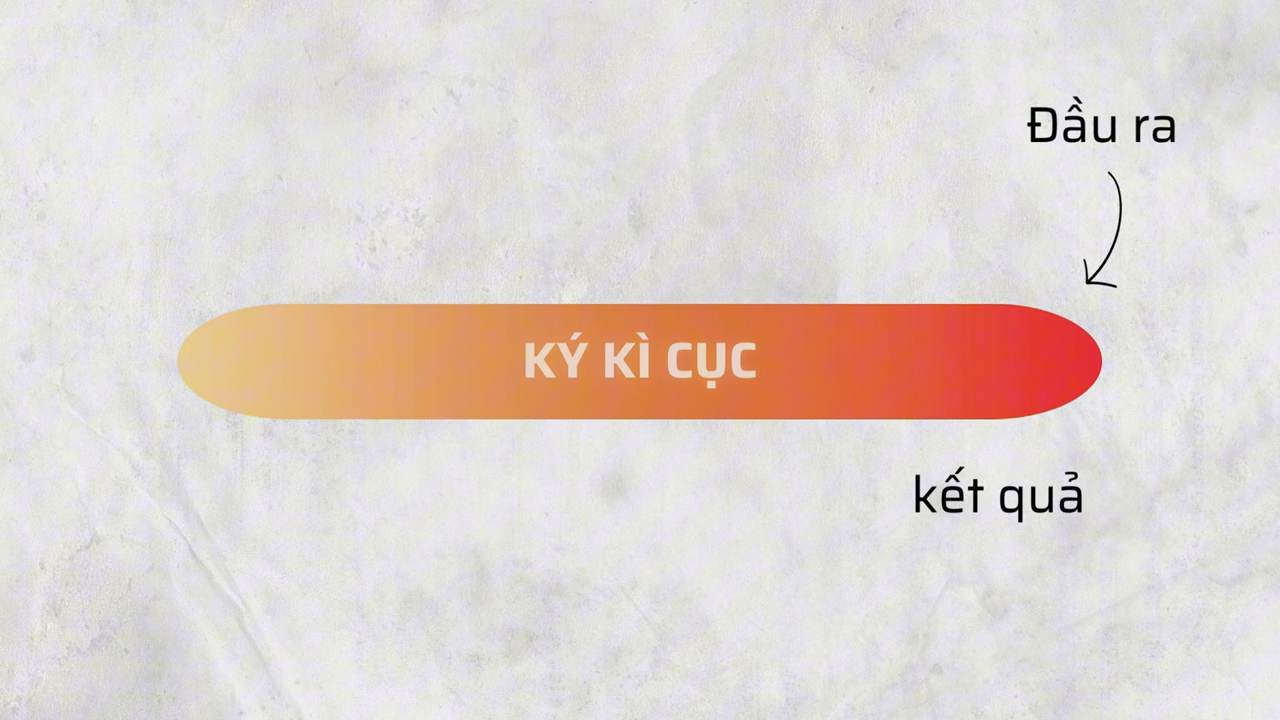 Đầu ra
KÝ KÌ CỤC
kết quả